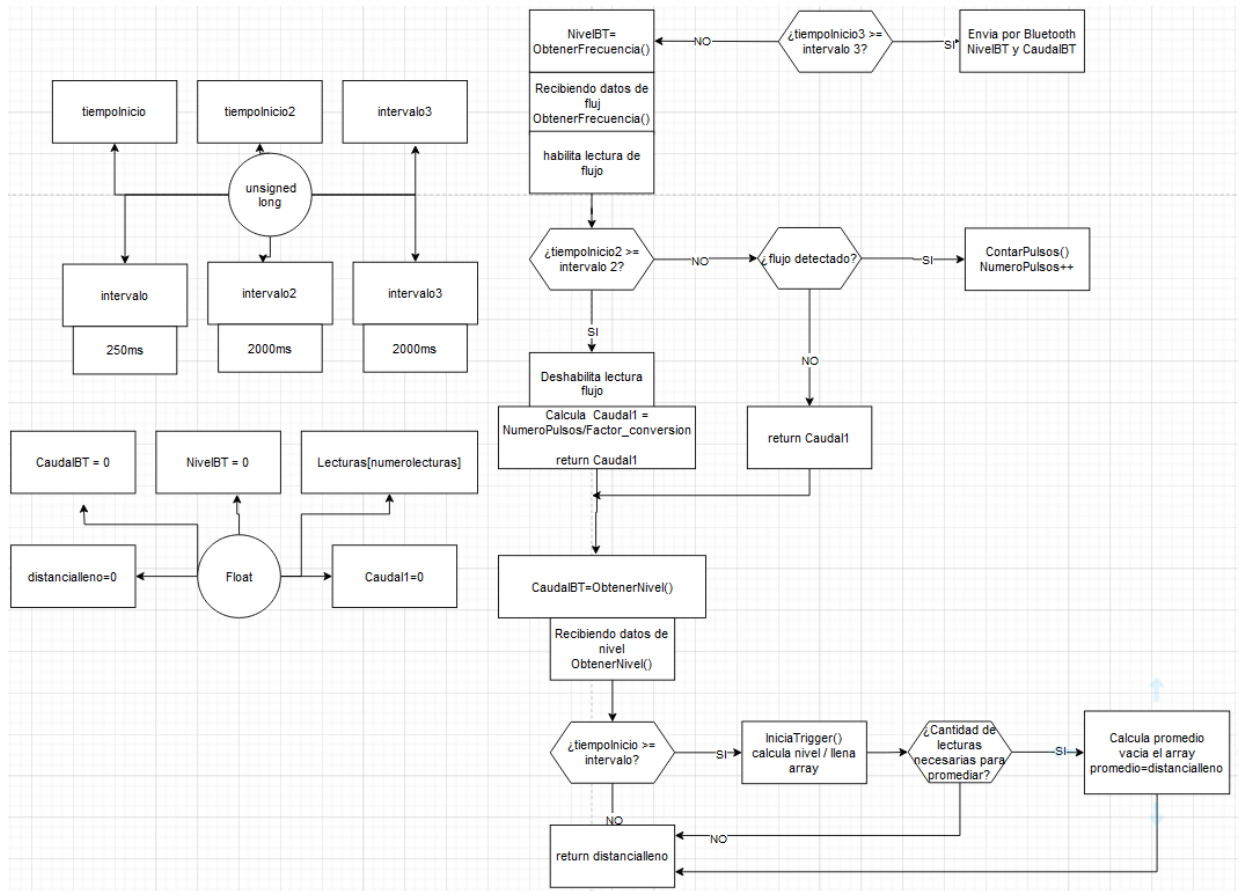 NivelBT=
ObtenerFrecuencia()
NO
¿tiempoInicio3 >=
intervalo 3?
SI
Envia por Bluetooth
NivelBT y CaudalBT
Recibiendo datos de
fluj
ObtenerFrecuencia()
habilita lectura de
flujo
tiempoInicio
tiempoInicio2
intervalo3
unsigned
long
intervalo
250ms
intervalo2
2000ms
intervalo3
2000ms
¿tiempoInicio2 >=
intervalo 2?
NO
¿flujo detectado?
SI
ContarPulsos()
NumeroPulsos++
SI
NO
Deshabilita lectura
flujo
Calcula Caudal1 =
NumeroPulsos/Factor_conversion
return Caudal1
return Caudal1
CaudalBT = 0
NivelBT = 0
Lecturas[numerolecturas]
distancialleno=0
Float
Caudal1=0
CaudalBT=ObtenerNivel()
Recibiendo datos de
nivel
ObtenerNivel()
¿tiempoInicio >=
intervalo?
SI
IniciaTrigger()
calcula nivel / llena
array
¿Cantidad de
lecturas
necesarias para
promediar?
SI
Calcula promedio
vacia el array
promedio=distancialleno
NO
NO
return distancialleno